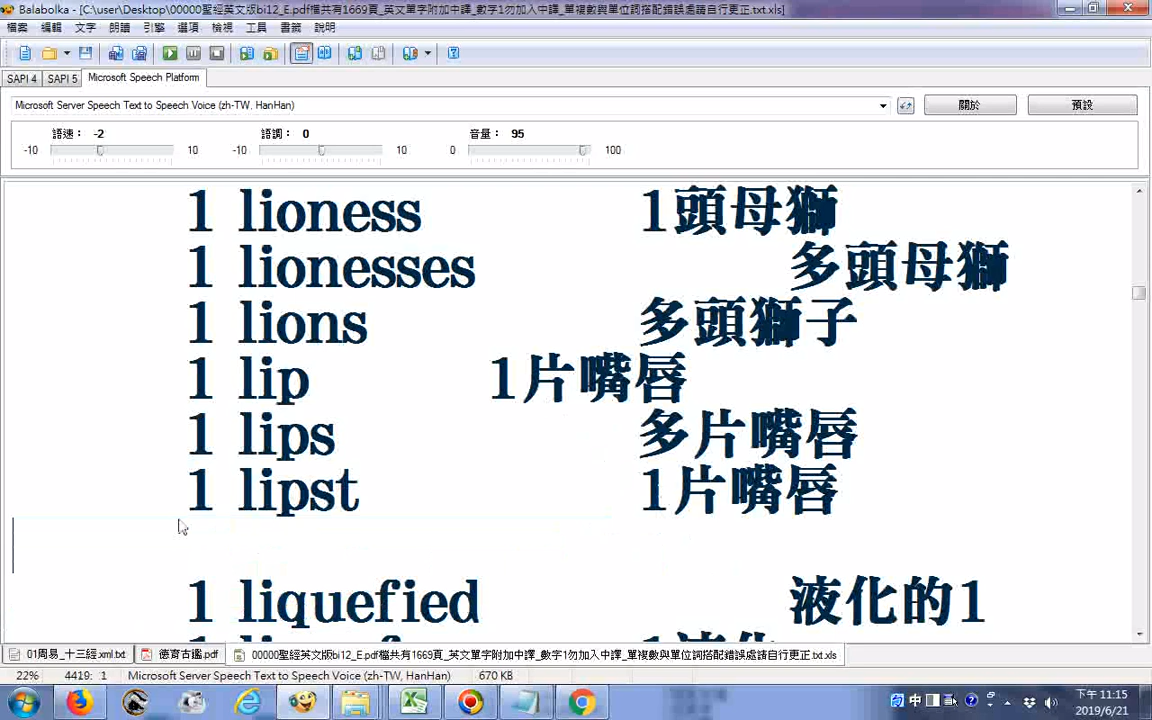 Balabolka - [C:\user\Desktop\00000聖經英文版bi12_E.pdf檔共有1669頁_英文單字附加中譯_數字1勿加入中譯_單複數與單位詞搭配錯誤處請自行更正.txt.xls]
檔案 編輯 文字 朗讀 引擎 選項 檢視 工具 書籤 說明
SAPI 4 SAPI 5 Microsoft Speech Platform
Microsoft Server Speech Text to Speech Voice (zh-TW, HanHan) 關於 預設
語速： -2 語調： 0 音量： 95
-10 10 -10 10 0 100
1 lioness 1頭母獅
1 lionesses 多頭母獅
1 lions 多頭獅子
1 lip 1片嘴唇
1 lips 多片嘴唇
1 lipst 1片嘴唇
1 liquefied 液化的1
01周易_十三經.xml.txt 德育古鑑.pdf 00000聖經英文版bi12_E.pdf檔共有1669頁_英文單字附加中譯_數字1勿加入中譯_單複數與單位詞搭配錯誤處請自行更正.txt.xls
22% 4419: 1 Microsoft Server Speech Text to Speech Voice (zh-TW, HanHan) 670 KB
中 下午 11:15
2019/6/21